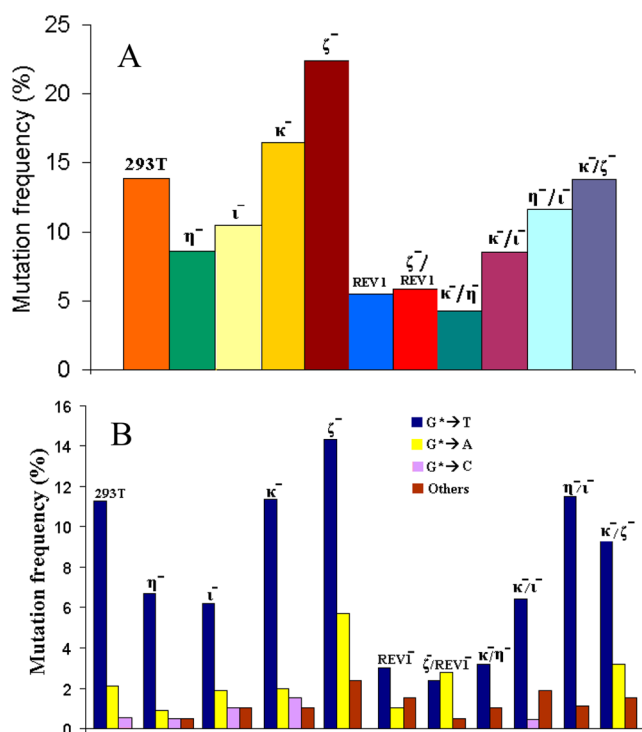 A
Mutation frequency (%)
25
20
15
10
5
0
293T
η⁻
ι⁻
κ⁻
ζ⁻
REV1
ζ⁻/
REV1
κ⁻/η⁻
κ⁻/ι⁻
η⁻/ι⁻
κ⁻/ζ⁻
B
Mutation frequency (%)
16
14
12
10
8
6
4
2
0
G*→T
G*→A
G*→C
Others
293T
η⁻
ι⁻
κ⁻
ζ⁻
REV1⁻
ζ⁻/REV1⁻
κ⁻/η⁻
κ⁻/ι⁻
η⁻/ι⁻
κ⁻/ζ⁻